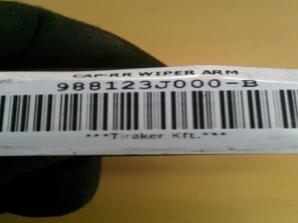 CAP-RR WIPER ARM
988123J000-B
***Tiraker Kft.***